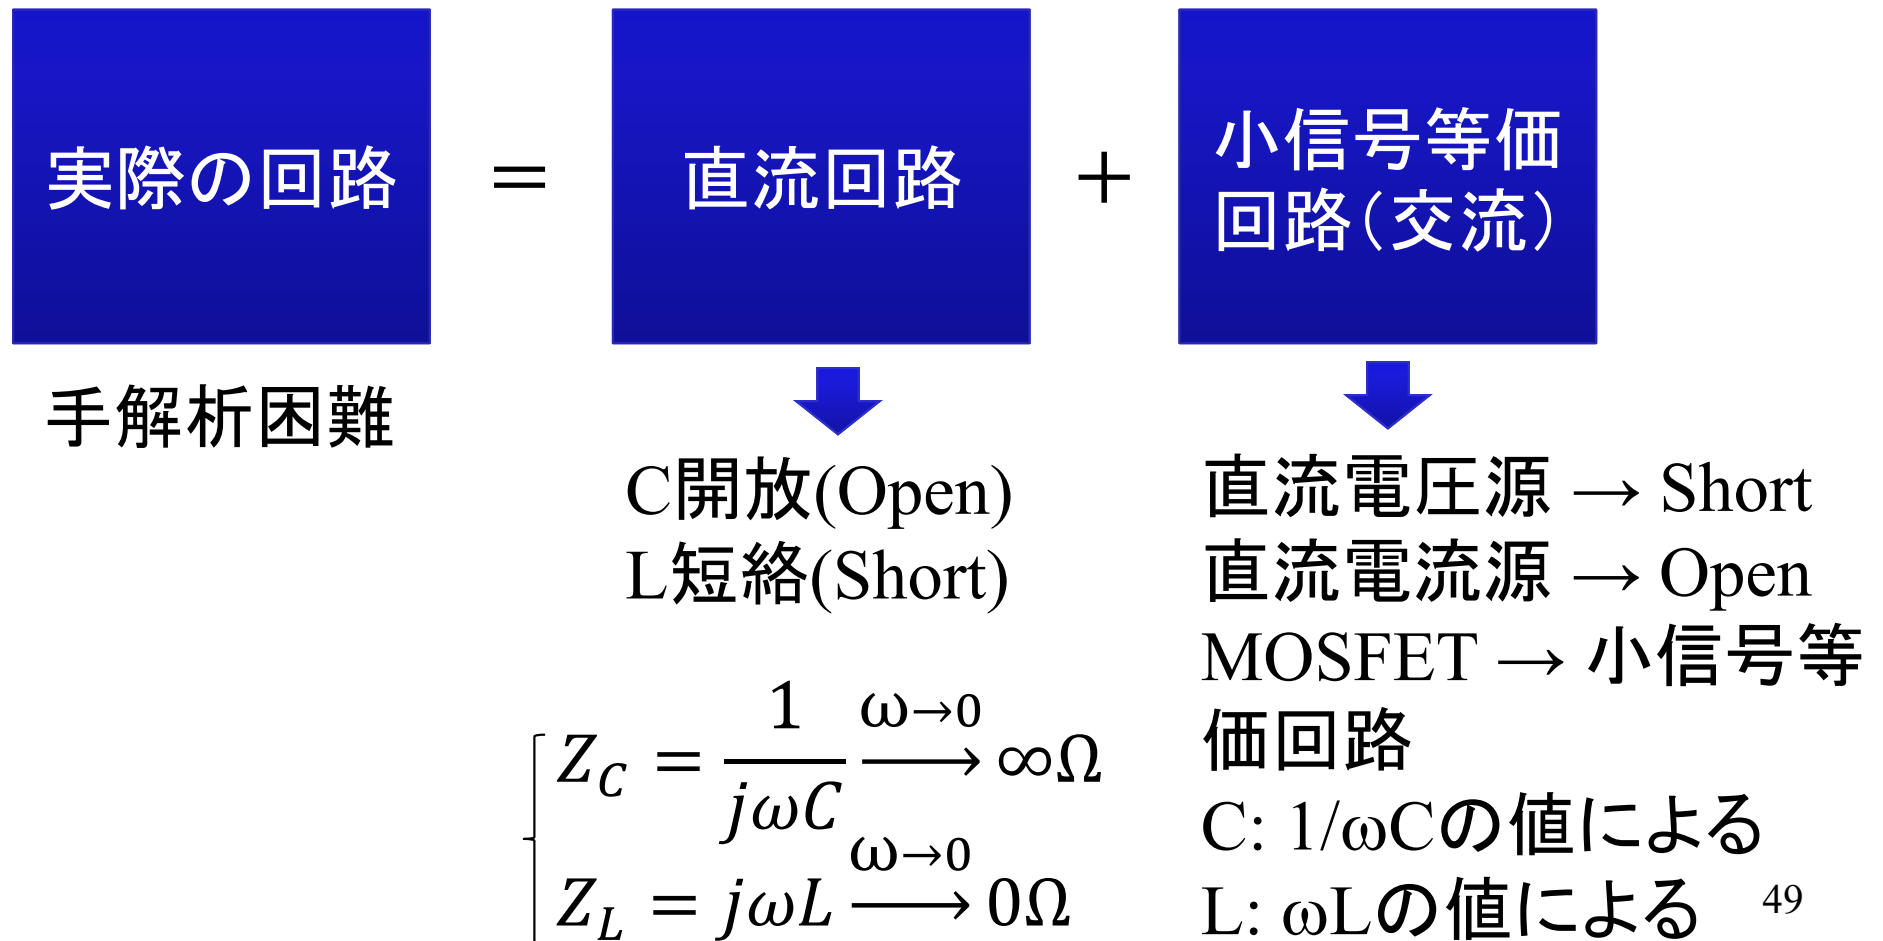 実際の回路
=
直流回路
+
小信号等価
回路(交流)
手解析困難
C開放(Open)
L短絡(Short)
Z_C = 1/jωC ω→0 → ∞Ω
Z_L = jωL ω→0 → 0Ω
直流電圧源 → Short
直流電流源 → Open
MOSFET → 小信号等
価回路
C: 1/ωCの値による
L: ωLの値による
49